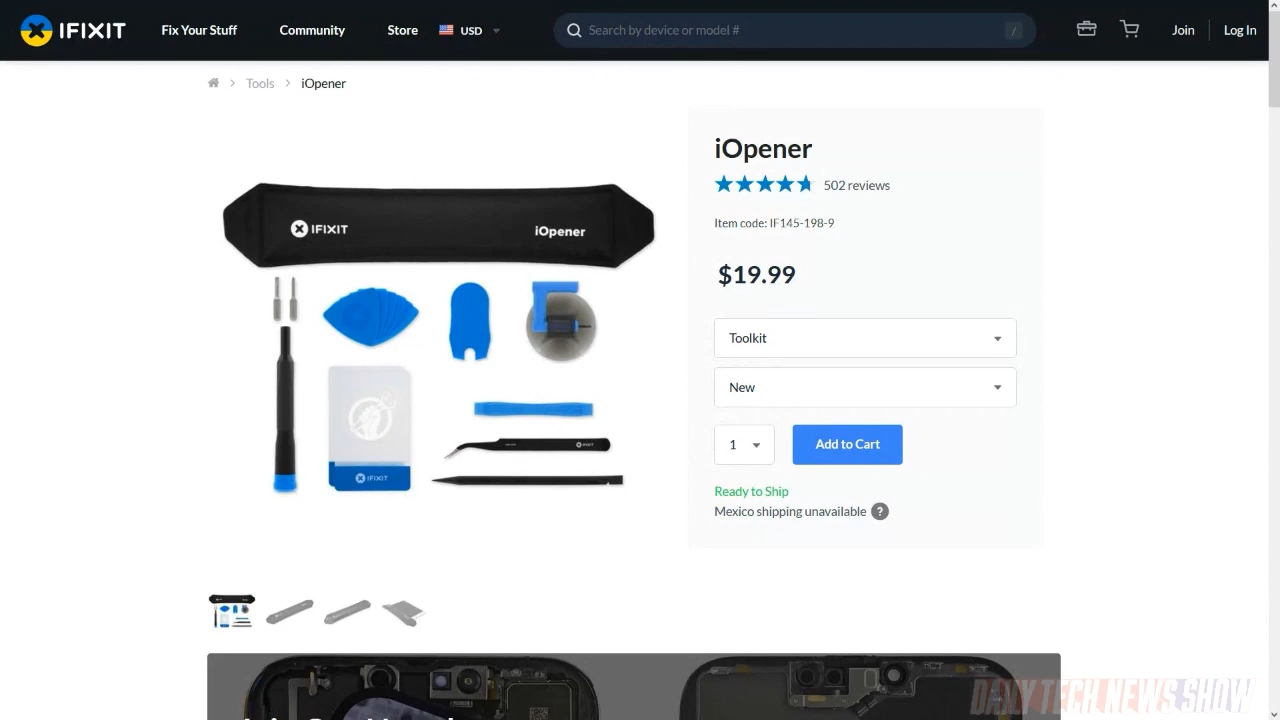 IFIXIT Fix Your Stuff Community Store USD Search by device or model # / Join Log In
Tools iOpener
iOpener
502 reviews
Item code: IF145-198-9
$19.99
Toolkit
New
1 Add to Cart
Ready to Ship
Mexico shipping unavailable ?
IFIXIT iOpener
IFIXIT
IFIXIT
DAILY TECH NEWS SHOW